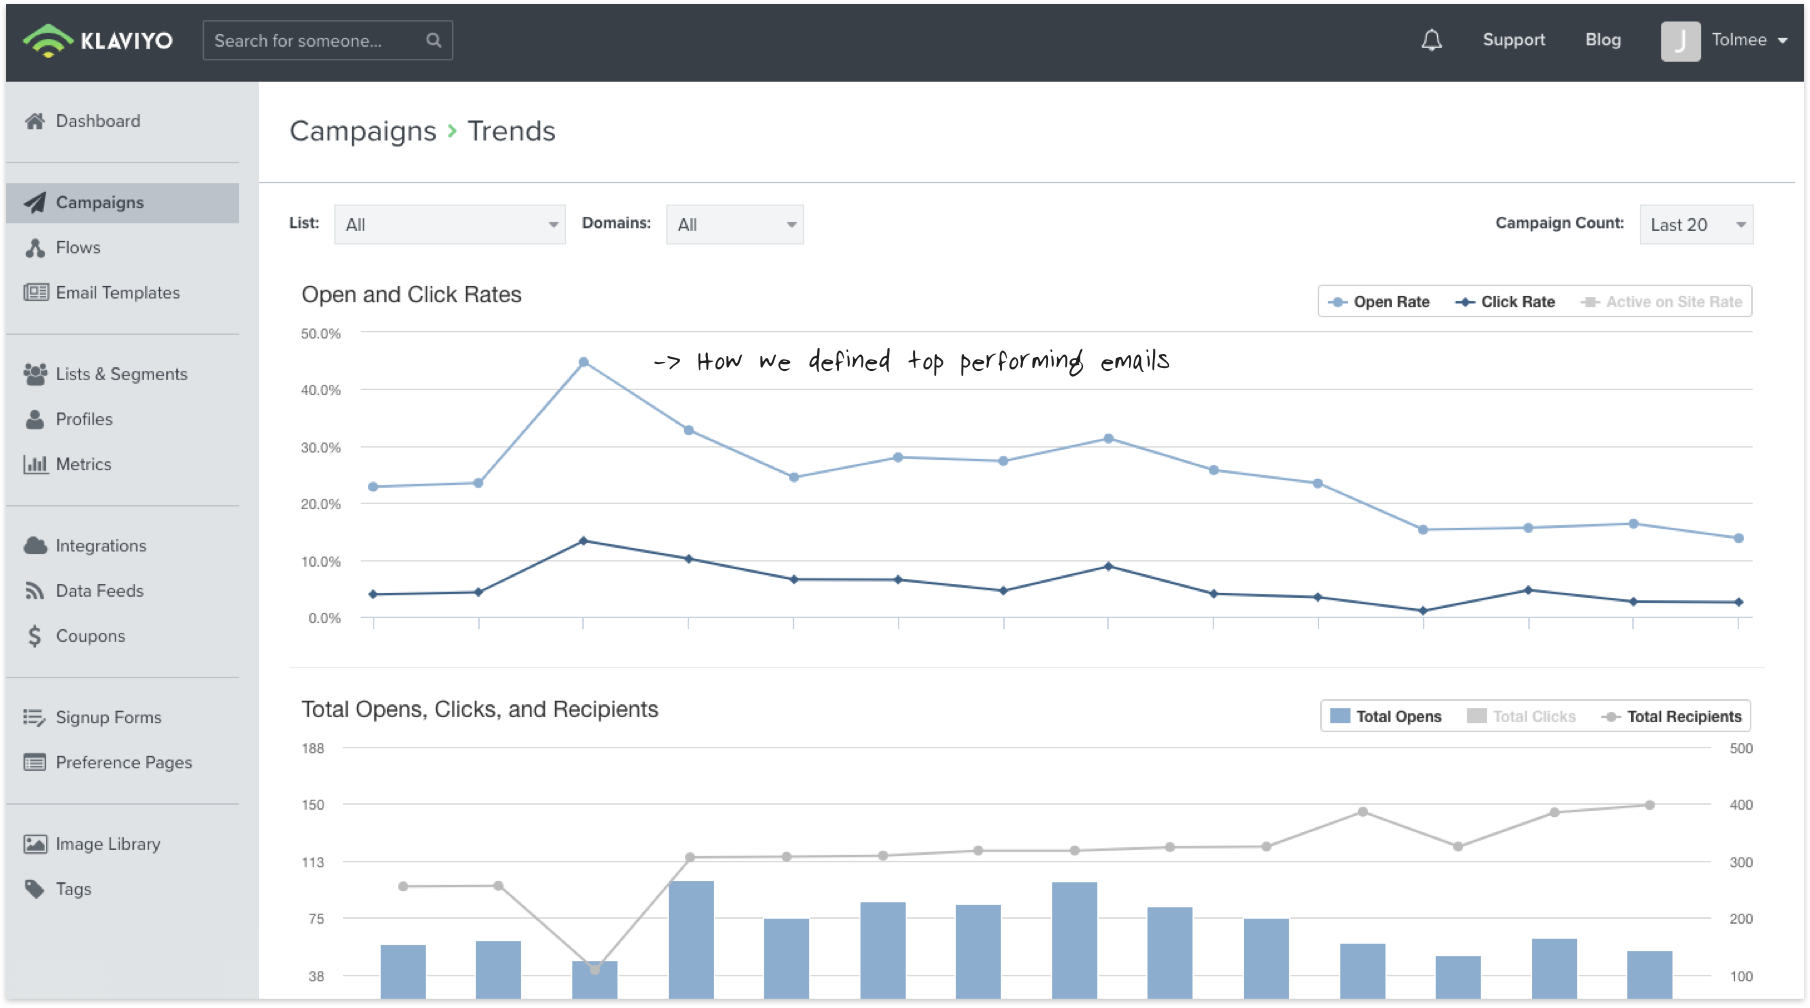 KLAVIYO
Search for someone...
Support
Blog
J
Tolmee
Dashboard
Campaigns
Flows
Email Templates
Lists & Segments
Profiles
Metrics
Integrations
Data Feeds
Coupons
Signup Forms
Preference Pages
Image Library
Tags
Campaigns > Trends
List: All
Domains: All
Campaign Count: Last 20
Open and Click Rates
Open Rate
Click Rate
Active on Site Rate
-> How we defined top performing emails
50.0%
40.0%
30.0%
20.0%
10.0%
0.0%
Total Opens, Clicks, and Recipients
Total Opens
Total Clicks
Total Recipients
188
150
113
75
38
500
400
300
200
100